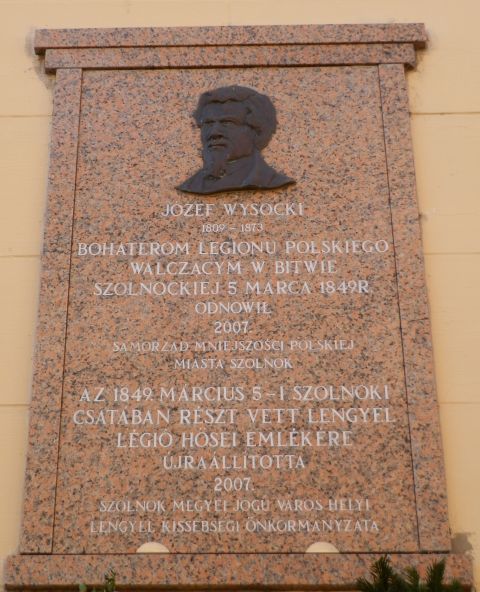 JÓZEF WYSOCKI
1809 – 1873
BOHATEROM LEGIONU POLSKIEGO
WALCZĄCYM W BITWIE
SZOLNOCKIEJ 5 MARCA 1849 R.
ODNOWIŁ
2007.
SAMORZĄD MNIEJSZOŚCI POLSKIEJ
MIASTA SZOLNOK
AZ 1849. MÁRCIUS 5-I SZOLNOKI
CSATÁBAN RÉSZT VETT LENGYEL
LÉGIÓ HŐSEI EMLÉKÉRE
ÚJRAÁLLÍTOTTA
2007.
SZOLNOK MEGYEI JOGÚ VÁROS HELYI
LENGYEL KISSEBSÉGI ÖNKORMÁNYZATA